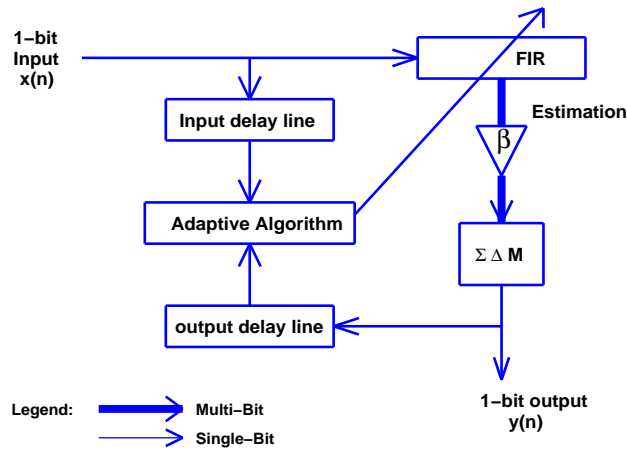 1−bit
Input
x(n)
FIR
Input delay line
Estimation
β
Adaptive Algorithm
Σ Δ M
output delay line
1−bit output
y(n)
Legend:
Multi−Bit
Single−Bit